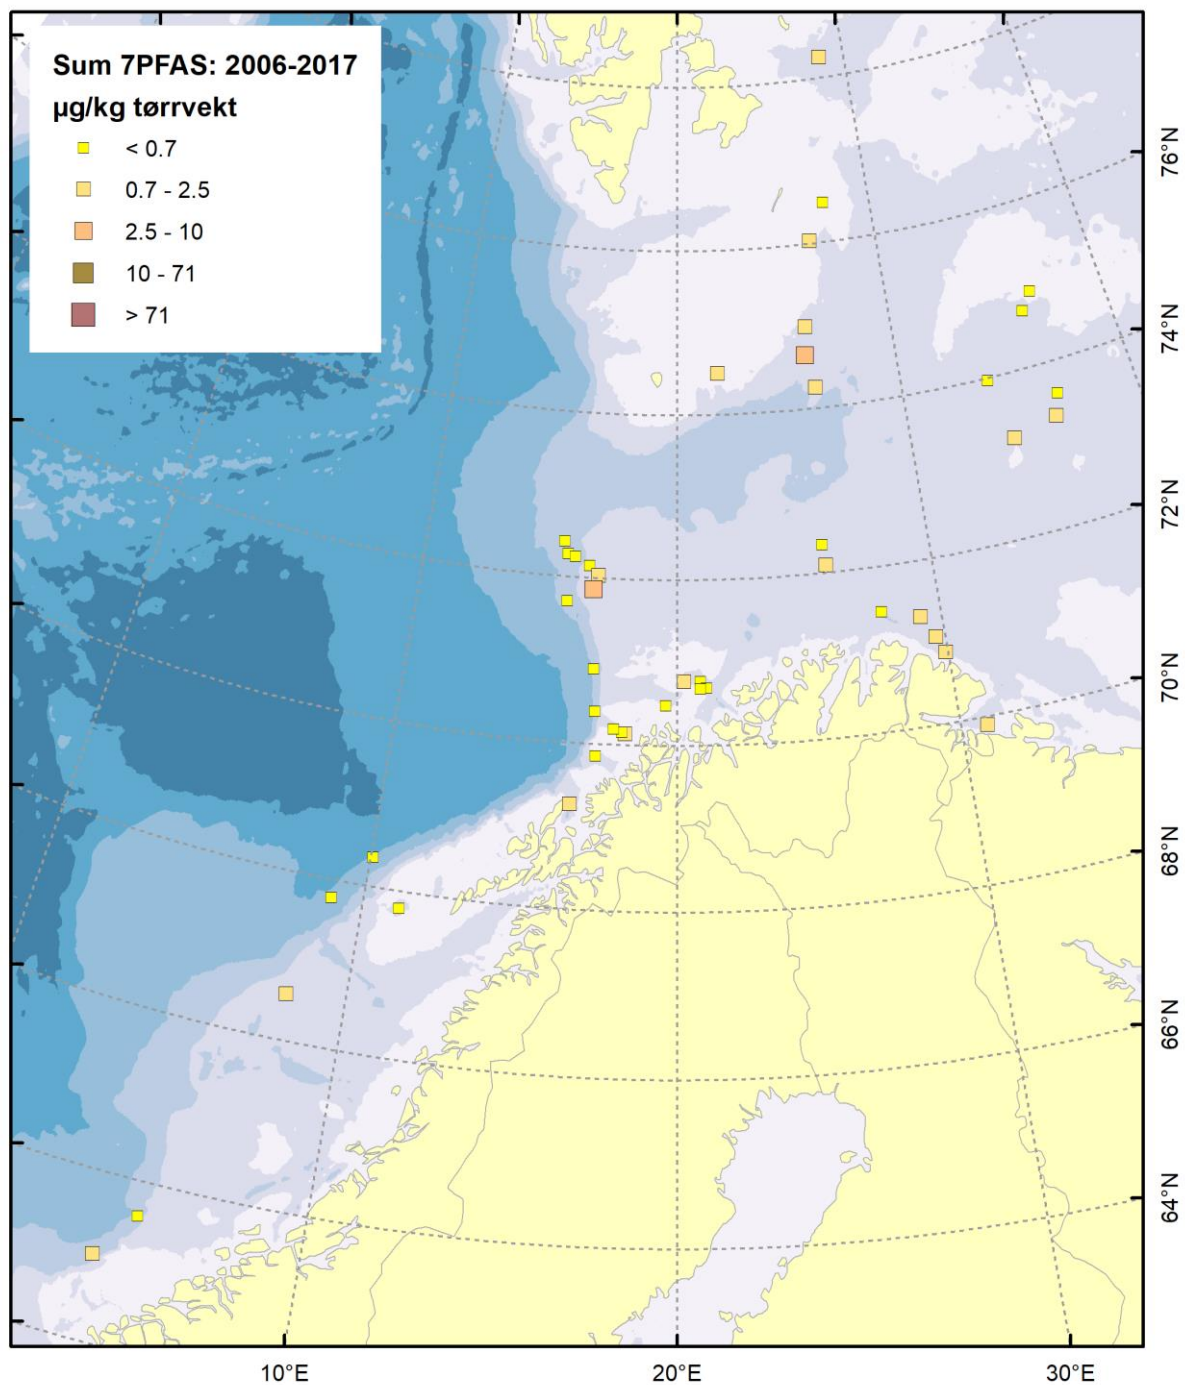 Sum 7PFAS: 2006-2017
µg/kg tørrvekt
< 0.7
0.7 - 2.5
2.5 - 10
10 - 71
> 71
76°N
74°N
72°N
70°N
68°N
66°N
64°N
10°E
20°E
30°E